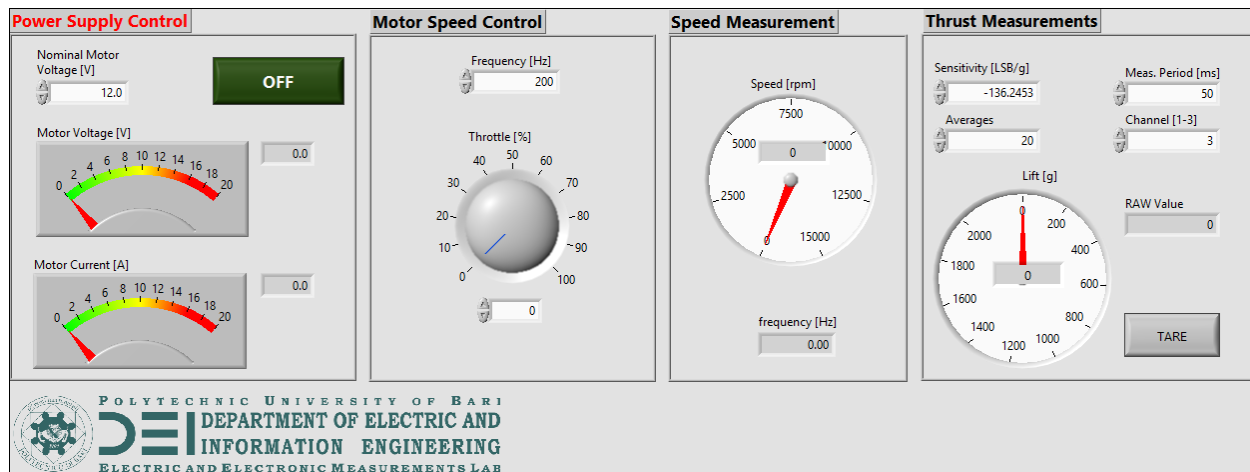 Power Supply Control
Nominal Motor
Voltage [V]
12.0
OFF
Motor Voltage [V]
0.0
0 2 4 6 8 10 12 14 16 18 20
Motor Current [A]
0.0
0 2 4 6 8 10 12 14 16 18 20
Motor Speed Control
Frequency [Hz]
200
Throttle [%]
0 10 20 30 40 50 60 70 80 90 100
0
Speed Measurement
Speed [rpm]
0 2500 5000 7500 10000 12500 15000
0
frequency [Hz]
0.00
Thrust Measurements
Sensitivity [LSB/g]
-136.2453
Meas. Period [ms]
50
Averages
20
Channel [1-3]
3
Lift [g]
0 200 400 600 800 1000 1200 1400 1600 1800 2000
0
RAW Value
0
TARE
POLYTECHNIC UNIVERSITY OF BARI
DEI
DEPARTMENT OF ELECTRIC AND
INFORMATION ENGINEERING
ELECTRIC AND ELECTRONIC MEASUREMENTS LAB